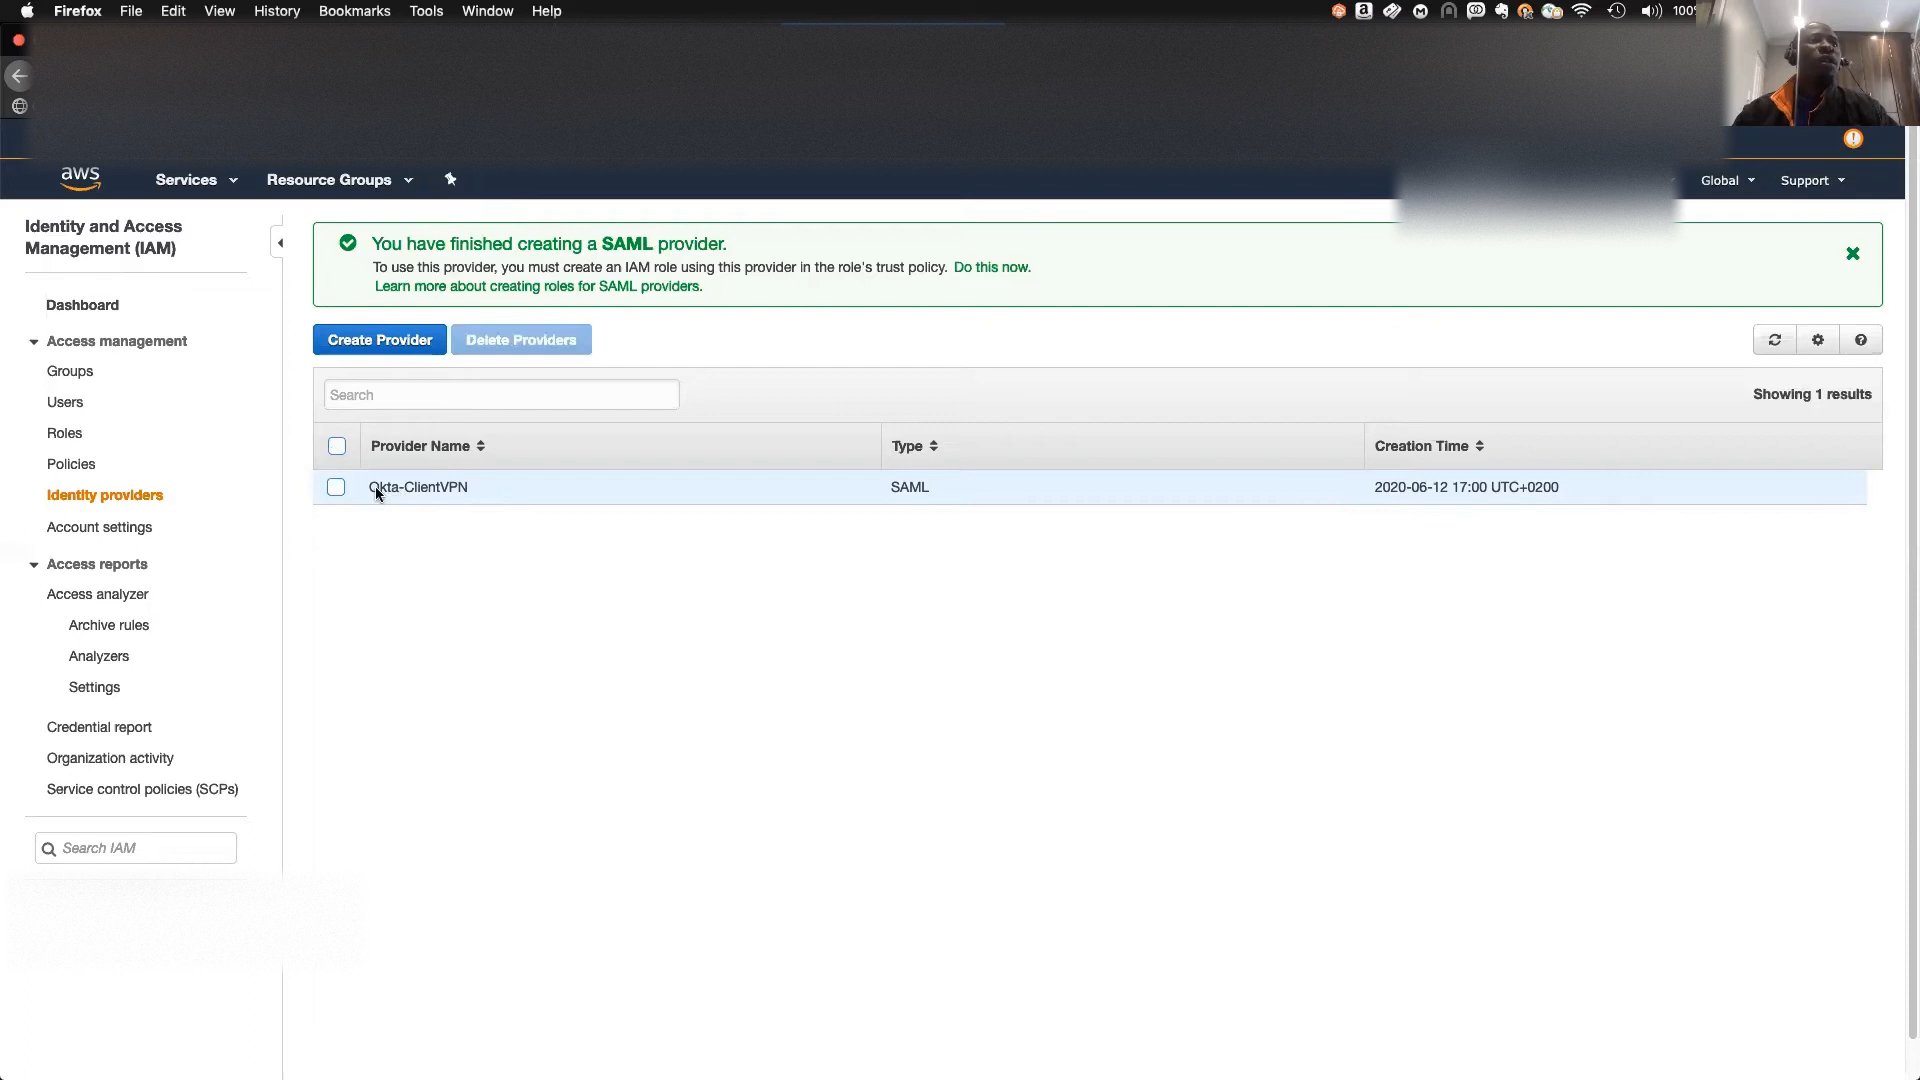 Firefox File Edit View History Bookmarks Tools Window Help 100%
aws Services Resource Groups Global Support
Identity and Access
Management (IAM)
Dashboard
Access management
Groups
Users
Roles
Policies
Identity providers
Account settings
Access reports
Access analyzer
Archive rules
Analyzers
Settings
Credential report
Organization activity
Service control policies (SCPs)
Search IAM
You have finished creating a SAML provider.
To use this provider, you must create an IAM role using this provider in the role's trust policy. Do this now.
Learn more about creating roles for SAML providers.
Create Provider Delete Providers
Search Showing 1 results
Provider Name Type Creation Time
Okta-ClientVPN SAML 2020-06-12 17:00 UTC+0200